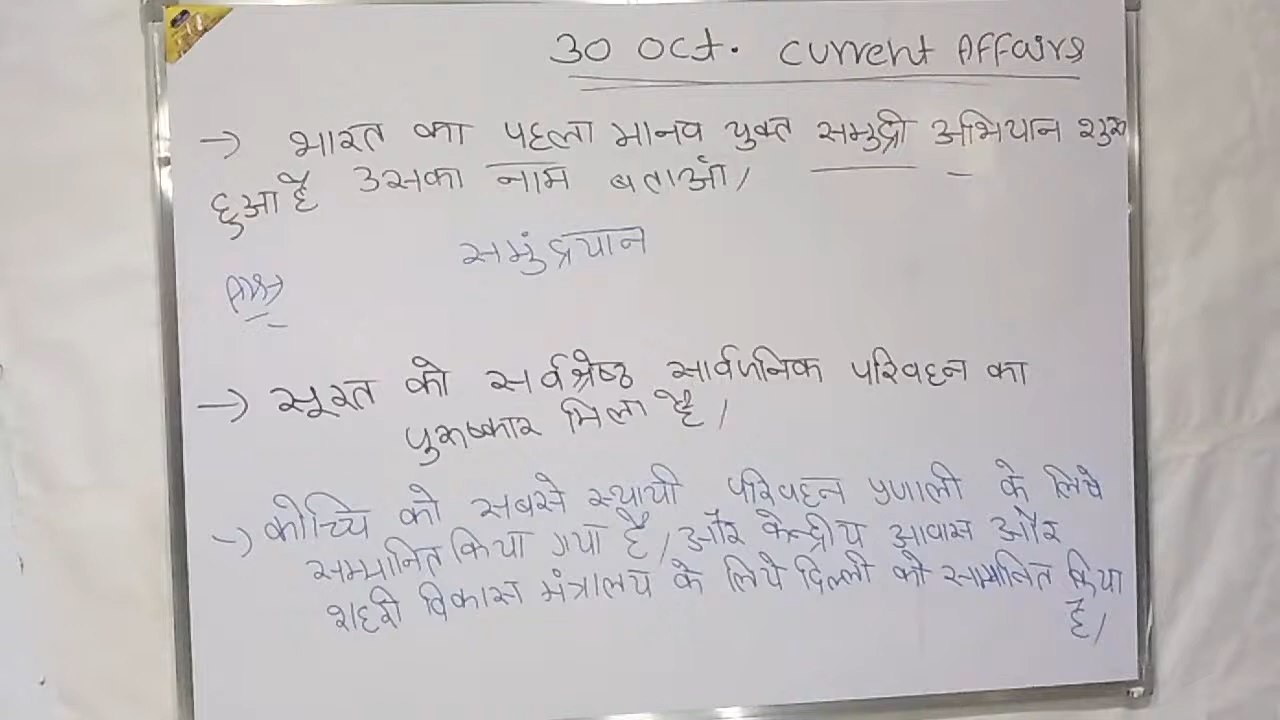 30 Oct. Current Affairs
→ भारत का पहला मानव युक्त समुद्री अभियान शुरू
हुआ है उसका नाम बताओ।
समुंद्रयान
Ans→
→ सूरत को सर्वश्रेष्ठ सार्वजनिक परिवहन का
पुरुष्कार मिला है।
→ कोच्चि को सबसे स्थायी परिवहन प्रणाली के लिये
सम्मानित किया गया है। और केन्द्रीय आवास और
शहरी विकास मंत्रालय के लिये दिल्ली को सम्मानित किया
है।